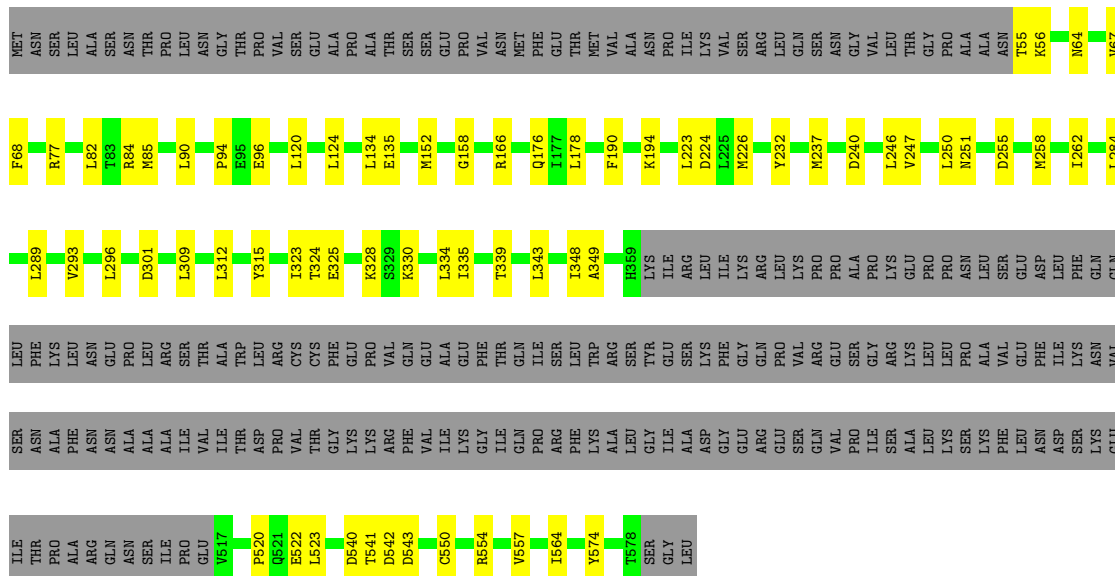 MET ASN SER LEU ALA SER ASN THR PRO LEU ASN GLY THR PRO VAL SER GLU ALA PRO ALA THR SER SER GLU PRO VAL ASN MET PHE GLU THR MET VAL ALA ASN PRO ILE LYS VAL SER ARG LEU GLN SER ASN GLY VAL LEU THR GLY PRO ALA ALA ASN T55 K56 N64 V67
F68 R77 L82 T83 R84 M85 L90 P94 E95 E96 L120 L124 L134 E135 M152 G158 R166 Q176 I177 L178 F190 K194 L223 D224 L225 M226 Y232 M237 D240 L246 V247 L250 N251 D255 M258 I262 L284
L289 V293 L296 D301 L309 L312 Y315 I323 T324 E325 K328 S329 K330 L334 I335 T339 L343 I348 A349 H359 LYS ILE ARG LEU ILE LYS ARG LEU LYS PRO PRO ALA PRO LYS GLU PRO PRO ASN LEU SER GLU ASP LEU PHE GLN GLN
LEU PHE LYS LEU ASN GLU PRO LEU ARG SER THR ALA TRP LEU ARG CYS CYS PHE GLU PRO VAL GLN GLU ALA GLU PHE THR GLN ILE SER LEU TRP ARG SER TYR GLU SER LYS PHE GLY GLN PRO VAL ARG GLU SER GLY ARG LYS LEU LEU PRO ALA VAL GLU PHE ILE LYS ASN VAL
SER ASN ALA PHE ASN ASN ALA ALA ALA ILE VAL ILE THR ASP PRO VAL THR GLY LYS LYS ARG PHE VAL ILE LYS GLY ILE GLN PRO ARG PHE LYS ALA LEU GLY ILE ALA ASP GLY GLU ARG GLU SER GLN VAL PRO ILE SER ALA LEU LYS SER LYS PHE LEU ASN ASP SER LYS GLU
ILE THR PRO ALA ARG GLN ASN SER ILE PRO GLU V517 P520 Q521 E522 L523 D540 T541 D542 D543 C550 R554 V557 I564 Y574 T578 SER GLY LEU